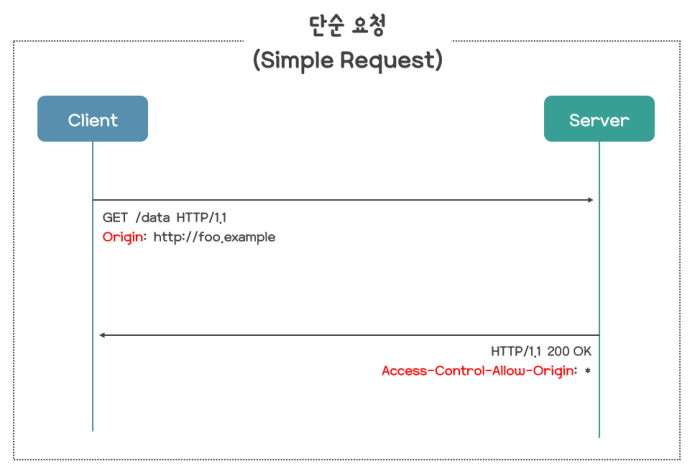 단순 요청
(Simple Request)
Client
Server
GET /data HTTP/1.1
Origin: http://foo.example
HTTP/1.1 200 OK
Access-Control-Allow-Origin: *